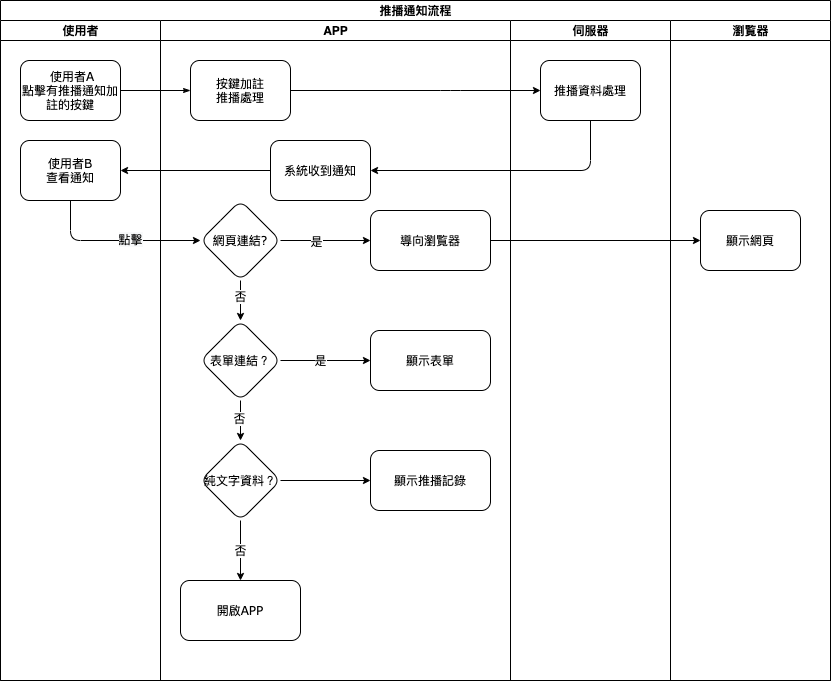 推播通知流程
使用者
APP
伺服器
瀏覧器
使用者A
點擊有推播通知加
註的按鍵
按鍵加註
推播處理
推播資料處理
使用者B
查看通知
系統收到通知
點擊
網頁連結?
是
導向瀏覧器
顯示網頁
否
表單連結？
是
顯示表單
否
純文字資料？
顯示推播記錄
否
開啟APP